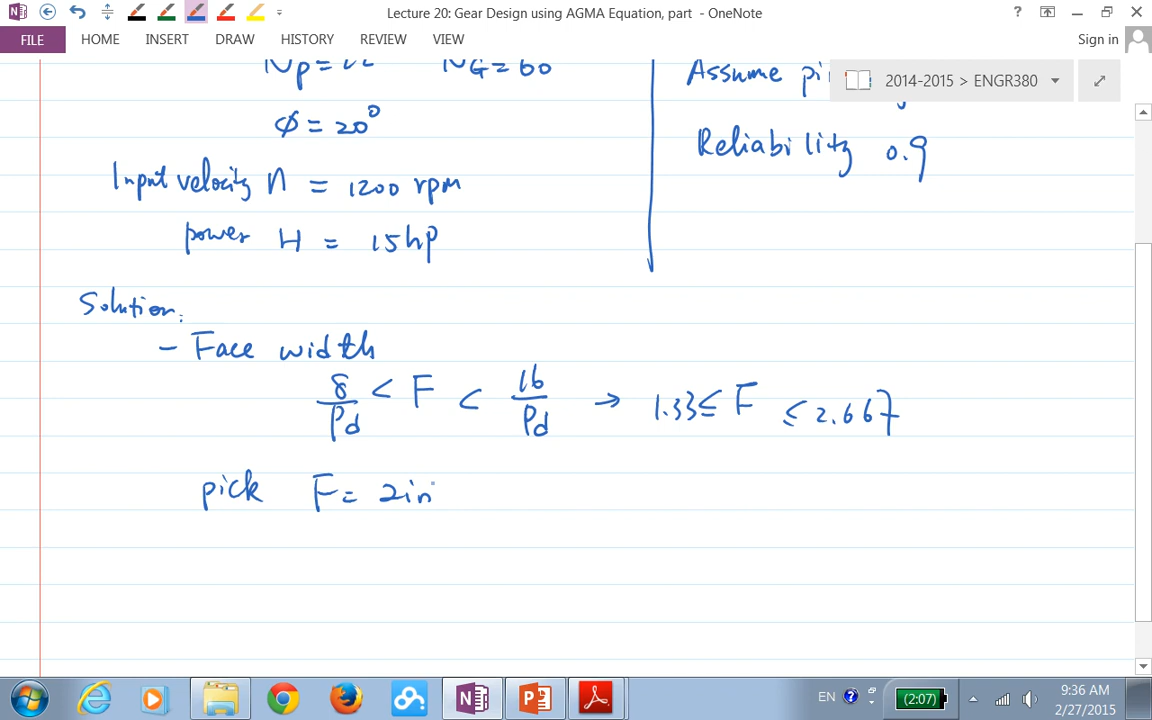 Lecture 20: Gear Design using AGMA Equation, part - OneNote
FILE HOME INSERT DRAW HISTORY REVIEW VIEW Sign in
2014-2015 > ENGR380
NG = 60 Assume
ϕ = 20°
Reliability 0.9
Input velocity n = 1200 rpm
power H = 15hp
Solution:
- Face width
8/Pd < F < 16/Pd → 1.33 ≤ F ≤ 2.667
pick F = 2in
EN (2:07) 9:36 AM
2/27/2015